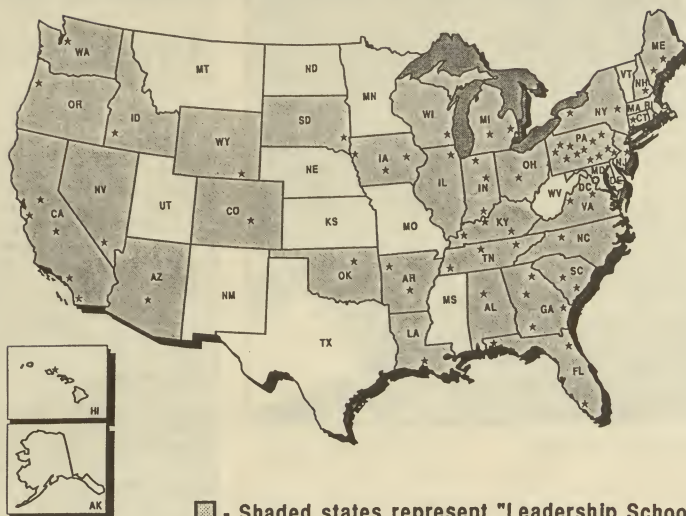 WA
MT
ND
MN
ME
VT
NH
OR
ID
WI
MI
NY
MA RI
CT
SD
WY
PA
NJ
IA
OH
NE
MD
DE
NV
IL
IN
UT
WV
DC
CO
VA
CA
KS
MO
KY
NC
TN
AZ
OK
SC
NM
AR
MS
AL
GA
TX
LA
FL
HI
AK
- Shaded states represent "Leadership Schoo